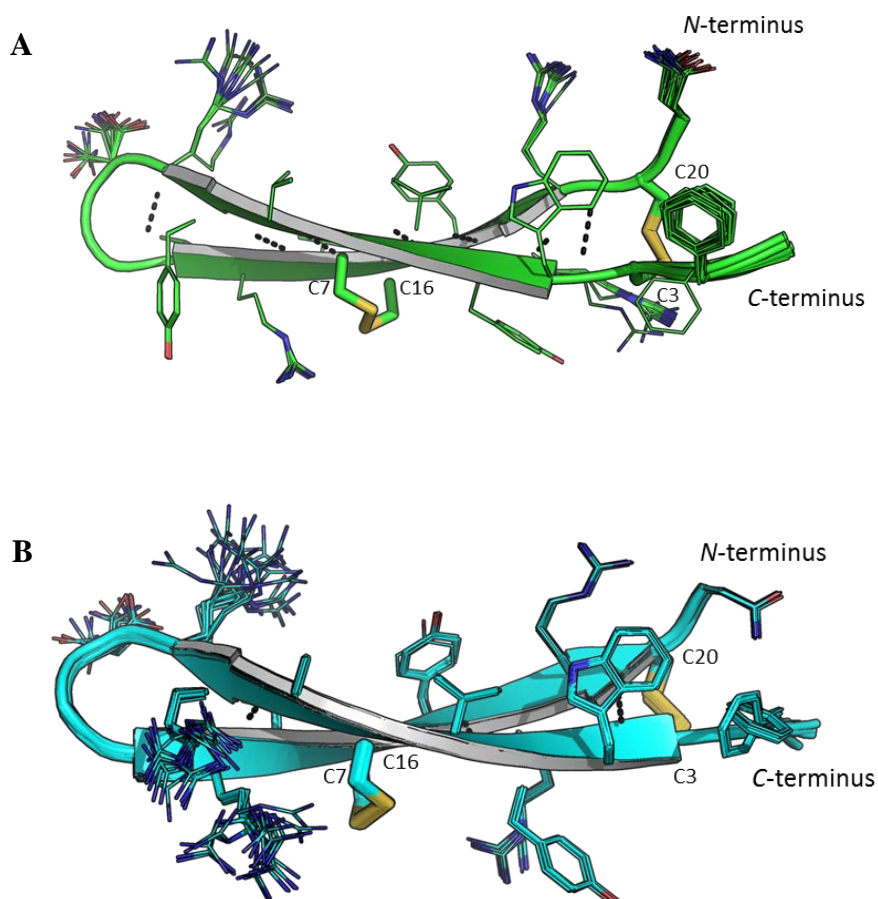 A
N-terminus
C20
C7
C16
C3
C-terminus
B
N-terminus
C20
C7
C16
C3
C-terminus